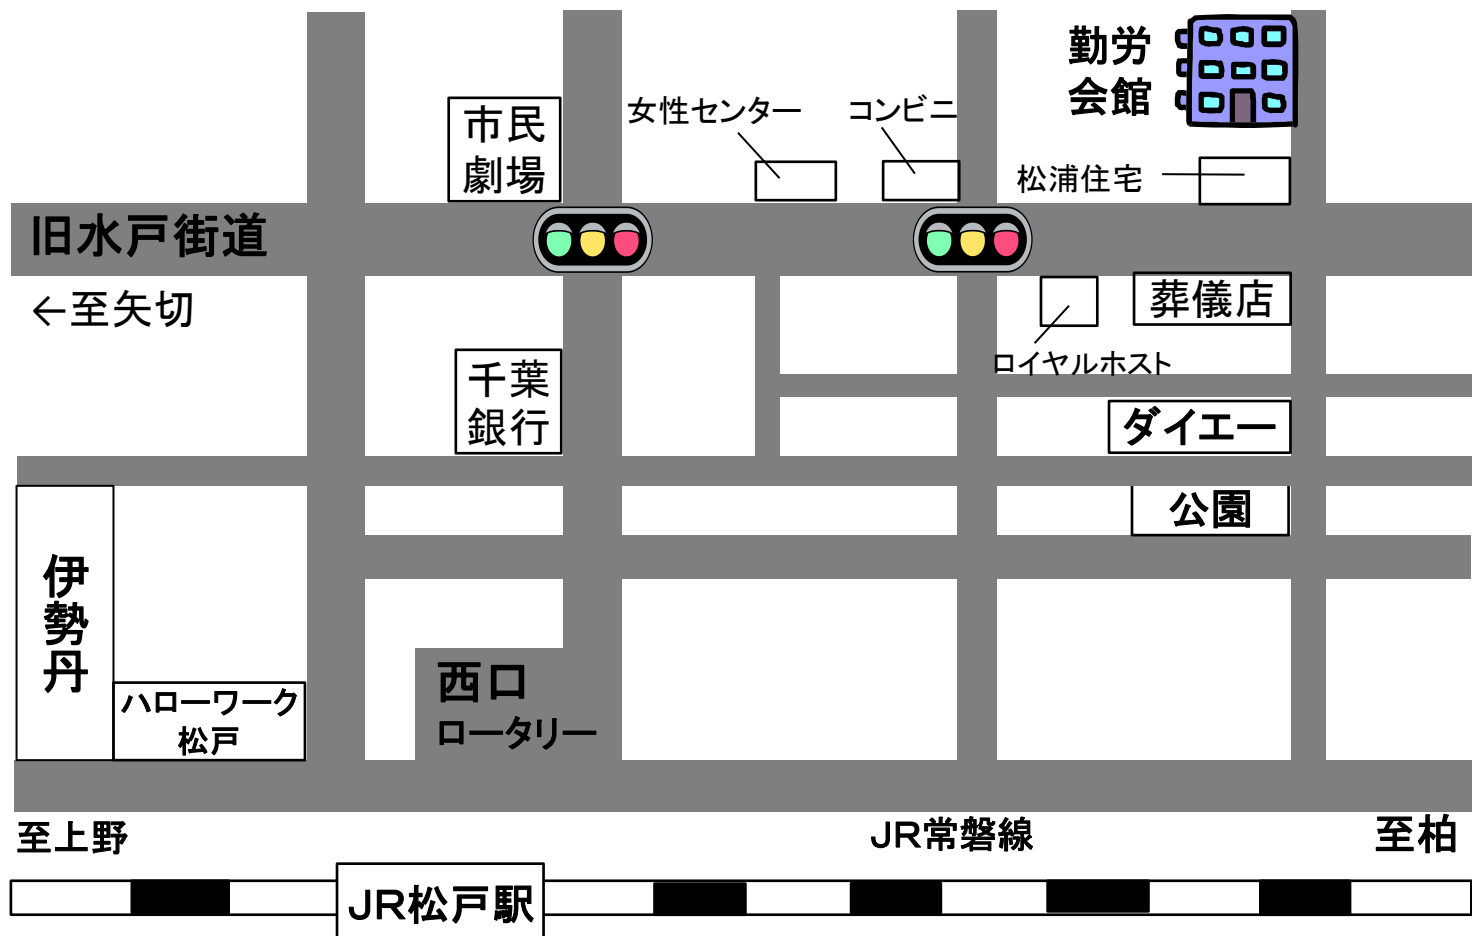 勤労
会館
市民
劇場
女性センター
コンビニ
松浦住宅
旧水戸街道
←至矢切
葬儀店
ロイヤルホスト
千葉
銀行
ダイエー
公園
伊勢丹
西口
ロータリー
ハローワーク
松戸
至上野
JR常磐線
至柏
JR松戸駅